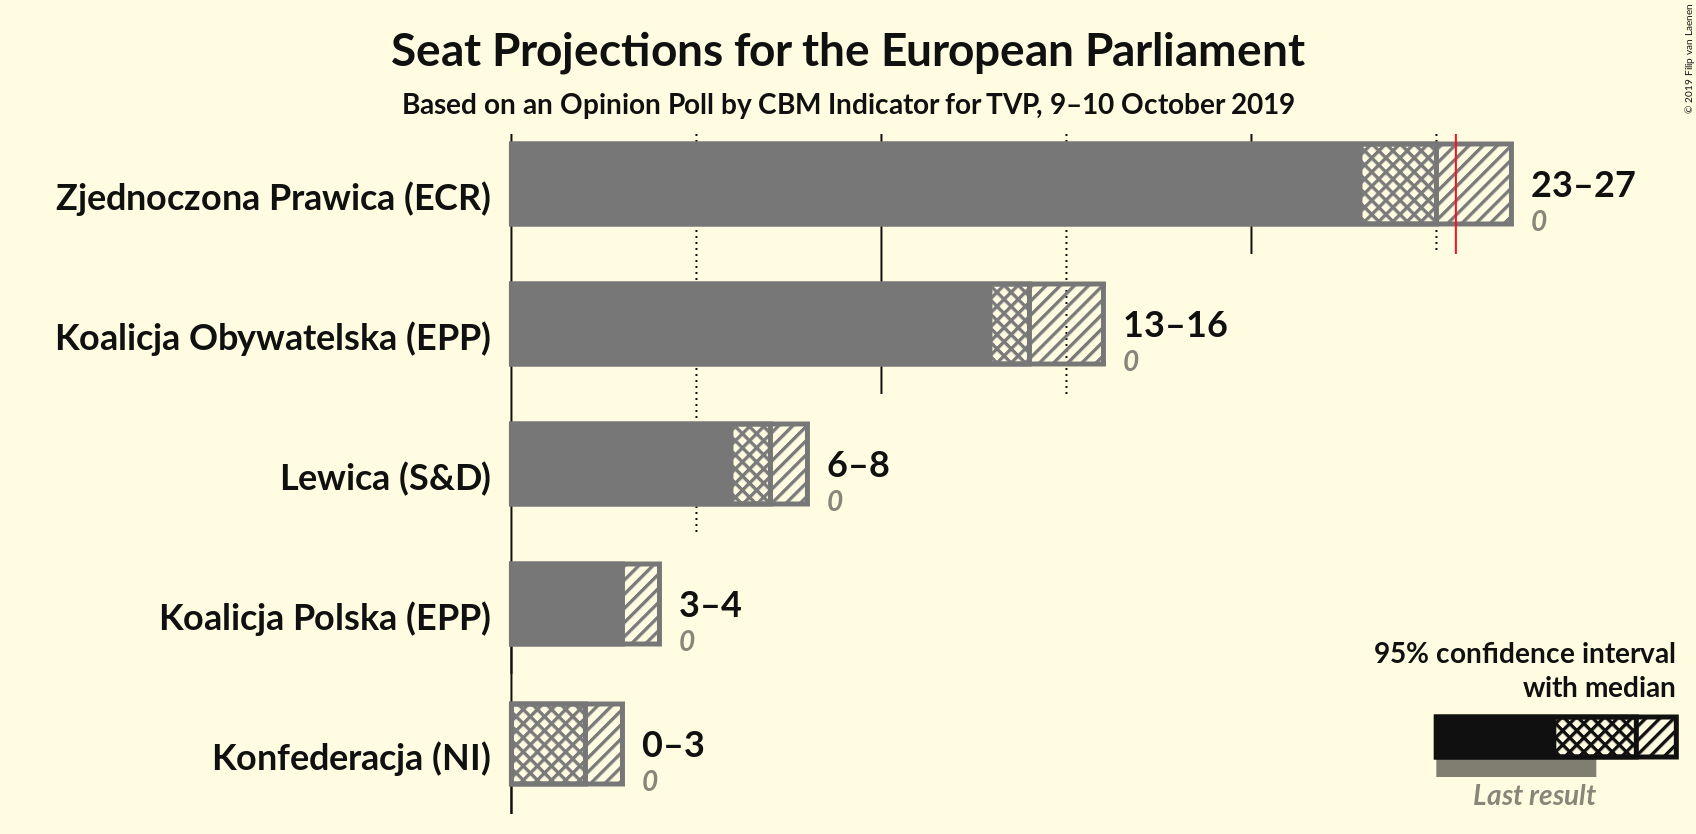 Seat Projections for the European Parliament
Based on an Opinion Poll by CBM Indicator for TVP, 9–10 October 2019
© 2019 Filip van Laenen
Zjednoczona Prawica (ECR)
23–27
0
Koalicja Obywatelska (EPP)
13–16
0
Lewica (S&D)
6–8
0
Koalicja Polska (EPP)
3–4
0
Konfederacja (NI)
0–3
0
95% confidence interval
with median
Last result